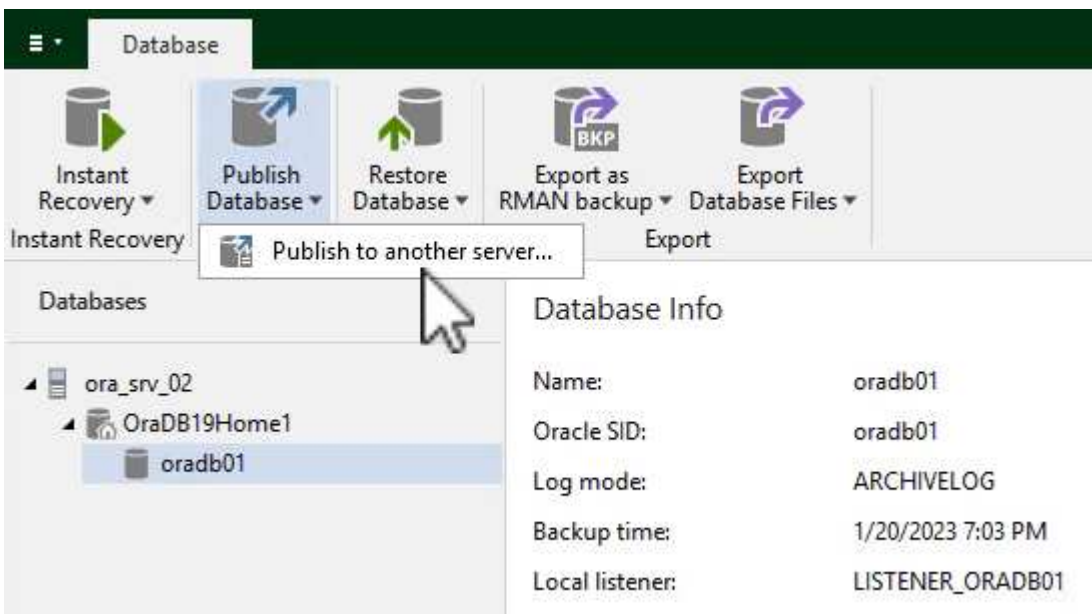 Database
Instant
Recovery
Publish
Database
Restore
Database
BKP
Export as
RMAN backup
Export
Database Files
Instant Recovery
Export
Publish to another server...
Databases
ora_srv_02
OraDB19Home1
oradb01
Database Info
Name: oradb01
Oracle SID: oradb01
Log mode: ARCHIVELOG
Backup time: 1/20/2023 7:03 PM
Local listener: LISTENER_ORADB01